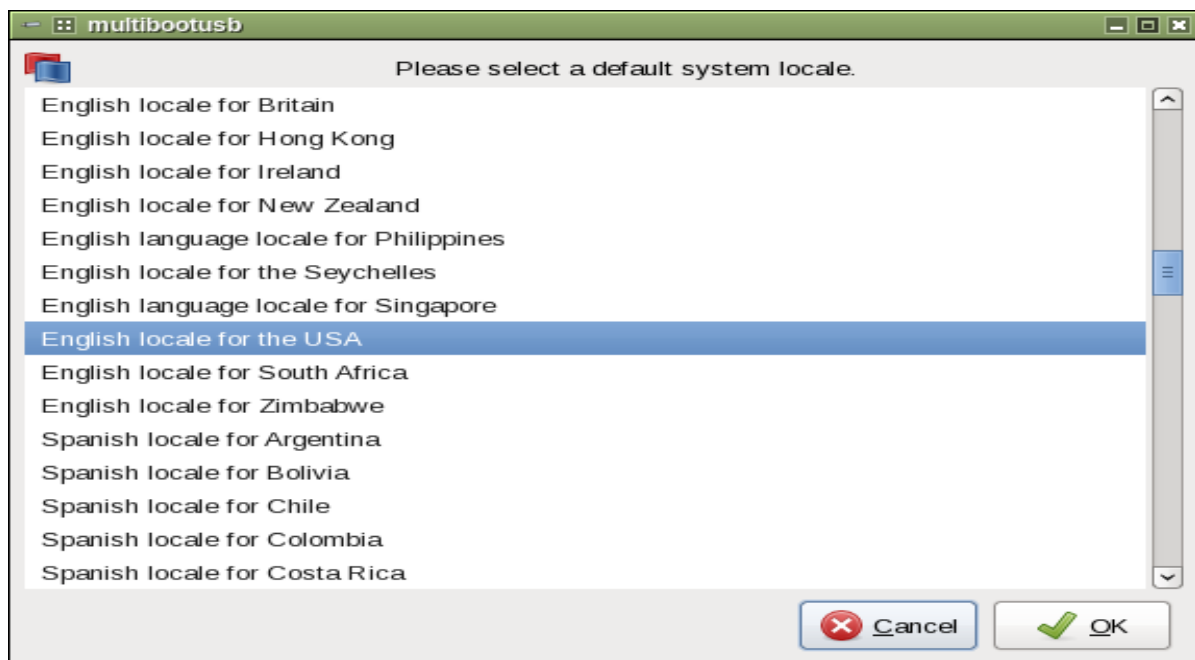 multibootusb
Please select a default system locale.
English locale for Britain
English locale for Hong Kong
English locale for Ireland
English locale for New Zealand
English language locale for Philippines
English locale for the Seychelles
English language locale for Singapore
English locale for the USA
English locale for South Africa
English locale for Zimbabwe
Spanish locale for Argentina
Spanish locale for Bolivia
Spanish locale for Chile
Spanish locale for Colombia
Spanish locale for Costa Rica
Cancel OK